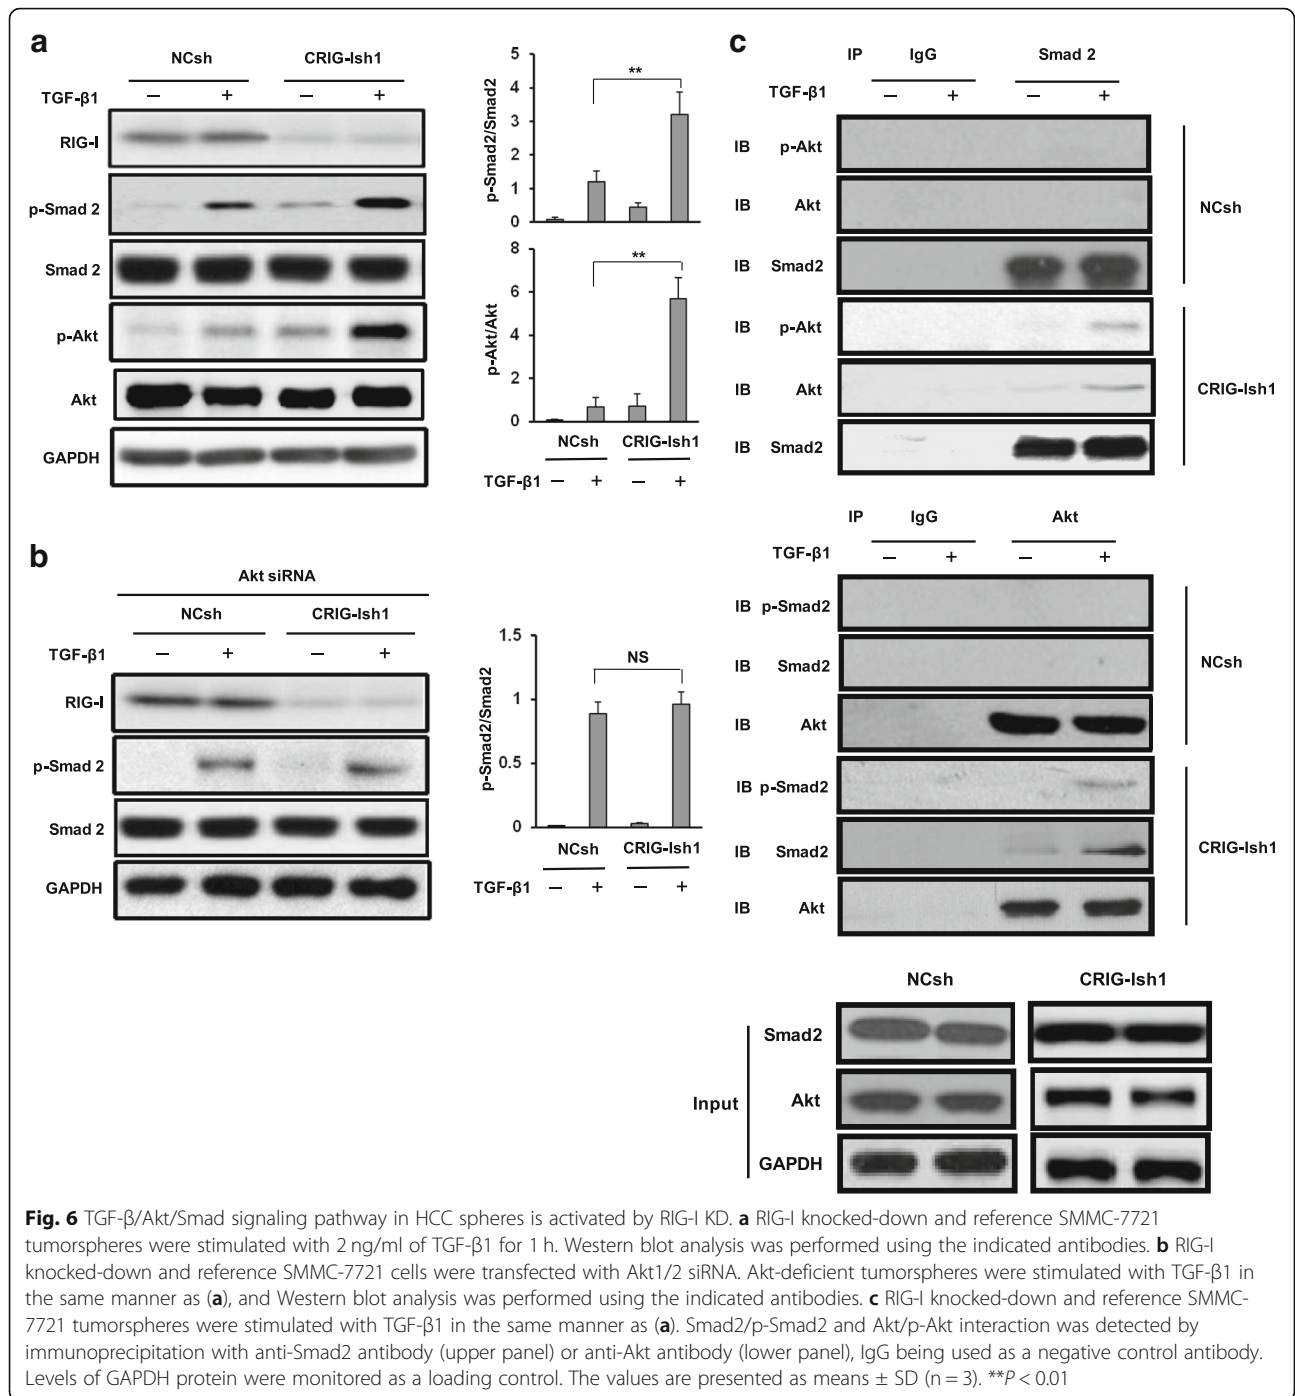 a
NCsh CRIG-Ish1
TGF-β1 – + – +
RIG-I
p-Smad 2
Smad 2
p-Akt
Akt
GAPDH
5
4
3
2
1
0
p-Smad2/Smad2
**
8
6
4
2
0
p-Akt/Akt
**
NCsh CRIG-Ish1
TGF-β1 – + – +
b
Akt siRNA
NCsh CRIG-Ish1
TGF-β1 – + – +
RIG-I
p-Smad 2
Smad 2
GAPDH
1.5
1
0.5
0
p-Smad2/Smad2
NS
NCsh CRIG-Ish1
TGF-β1 – + – +
c
IP IgG Smad 2
TGF-β1 – + – +
IB p-Akt
IB Akt
IB Smad2
NCsh
IB p-Akt
IB Akt
IB Smad2
CRIG-Ish1
IP IgG Akt
TGF-β1 – + – +
IB p-Smad2
IB Smad2
IB Akt
NCsh
IB p-Smad2
IB Smad2
IB Akt
CRIG-Ish1
NCsh CRIG-Ish1
Input
Smad2
Akt
GAPDH
Fig. 6 TGF-β/Akt/Smad signaling pathway in HCC spheres is activated by RIG-I KD. a RIG-I knocked-down and reference SMMC-7721
tumorspheres were stimulated with 2 ng/ml of TGF-β1 for 1 h. Western blot analysis was performed using the indicated antibodies. b RIG-I
knocked-down and reference SMMC-7721 cells were transfected with Akt1/2 siRNA. Akt-deficient tumorspheres were stimulated with TGF-β1 in
the same manner as (a), and Western blot analysis was performed using the indicated antibodies. c RIG-I knocked-down and reference SMMC-
7721 tumorspheres were stimulated with TGF-β1 in the same manner as (a). Smad2/p-Smad2 and Akt/p-Akt interaction was detected by
immunoprecipitation with anti-Smad2 antibody (upper panel) or anti-Akt antibody (lower panel), IgG being used as a negative control antibody.
Levels of GAPDH protein were monitored as a loading control. The values are presented as means ± SD (n = 3). **P < 0.01